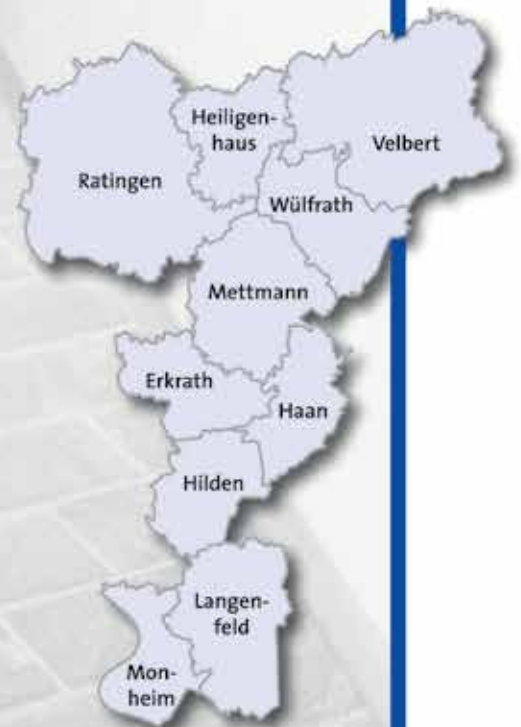 Heiligen-
haus
Velbert
Ratingen
Wülfrath
Mettmann
Erkrath
Haan
Hilden
Langen-
feld
Mon-
heim